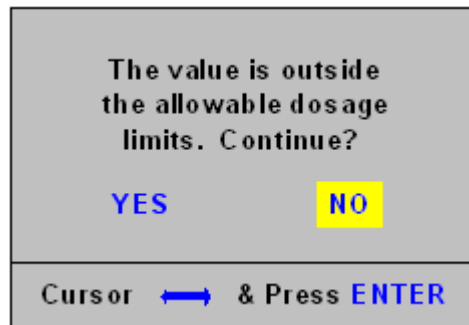 The value is outside
the allowable dosage
limits. Continue?
YES NO
Cursor ↔ & Press ENTER